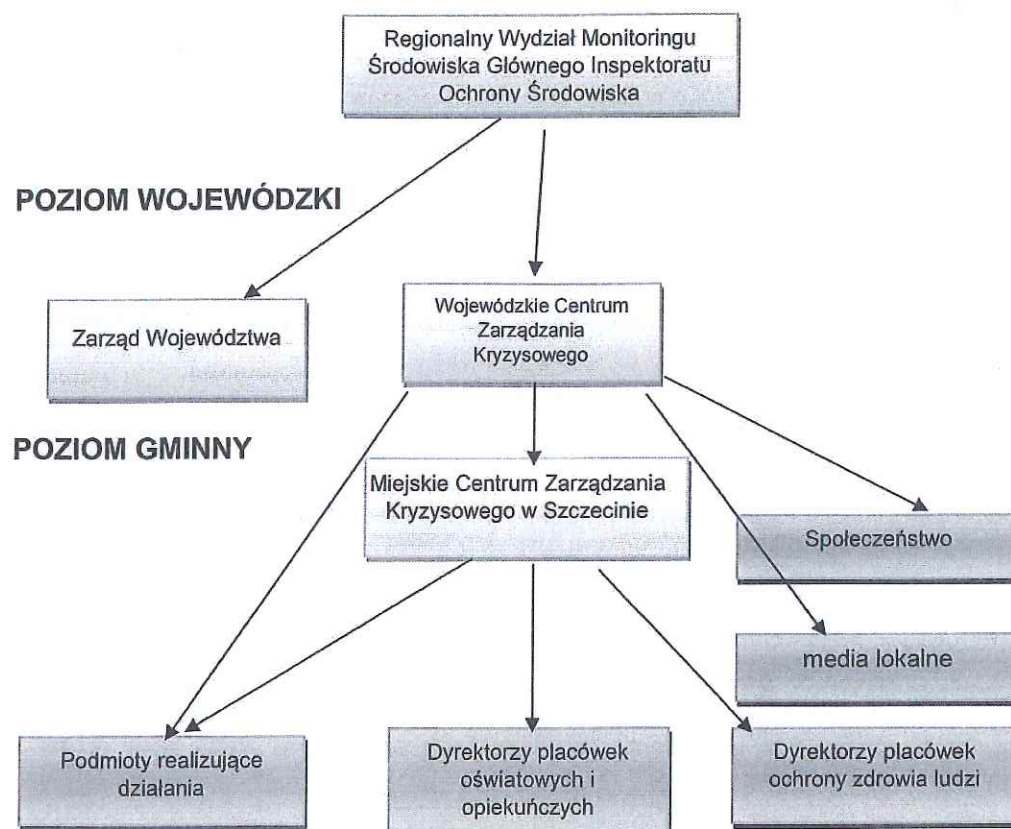 Regionalny Wydział Monitoringu
Środowiska Głównego Inspektoratu
Ochrony Środowiska
POZIOM WOJEWÓDZKI
Zarząd Województwa
Wojewódzkie Centrum
Zarządzania
Kryzysowego
POZIOM GMINNY
Miejskie Centrum Zarządzania
Kryzysowego w Szczecinie
Społeczeństwo
media lokalne
Podmioty realizujące
działania
Dyrektorzy placówek
oświatowych i
opiekuńczych
Dyrektorzy placówek
ochrony zdrowia ludzi